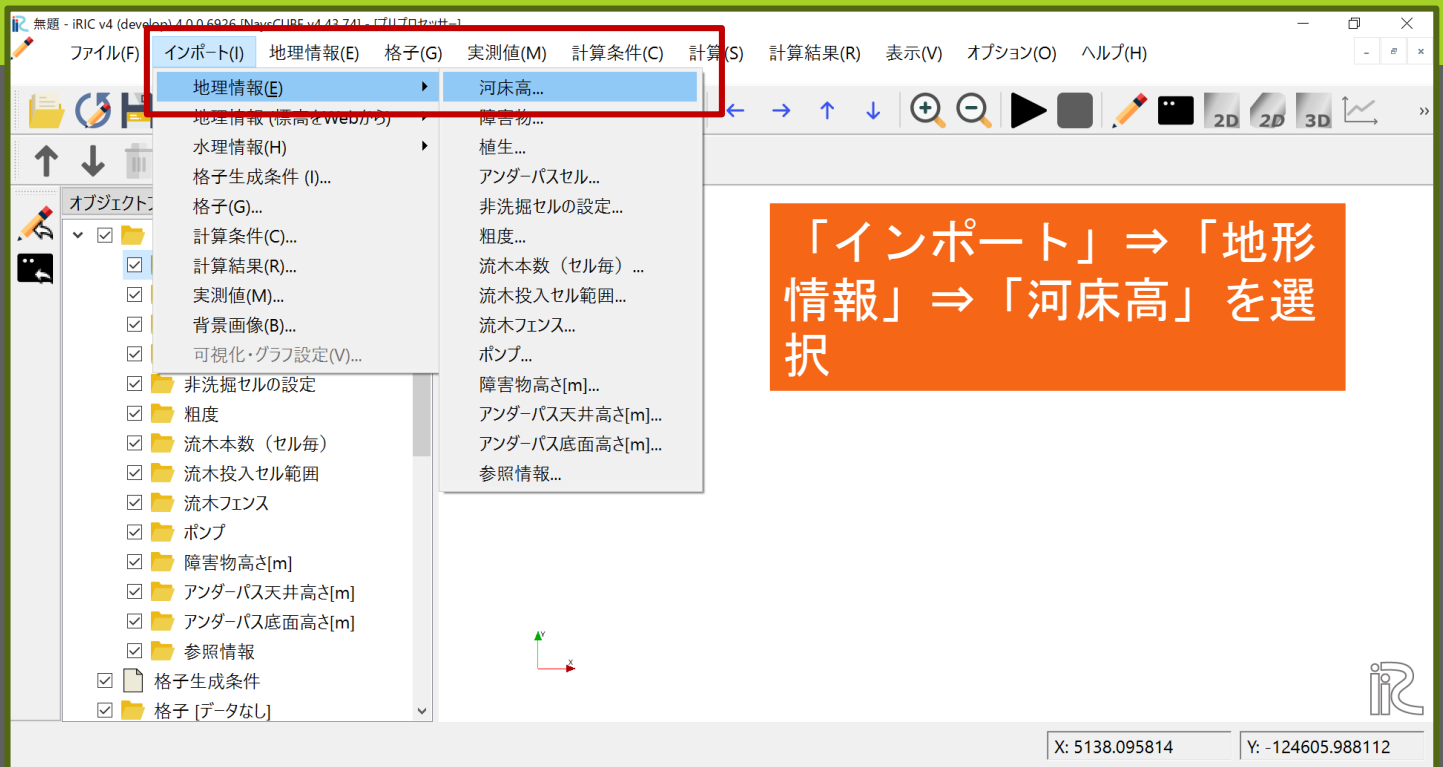 無題 - iRIC v4 (develop) 4.0.0.6926 [NaysCUBE v4.43.74] - [プリプロセッサー]
ファイル(F) インポート(I) 地理情報(E) 格子(G) 実測値(M) 計算条件(C) 計算(S) 計算結果(R) 表示(V) オプション(O) ヘルプ(H)
地理情報(E)
地理情報 (標高をWebから)
水理情報(H)
格子生成条件 (I)...
格子(G)...
計算条件(C)...
計算結果(R)...
実測値(M)...
背景画像(B)...
可視化・グラフ設定(V)...
河床高...
障害物...
植生...
アンダーパスセル...
非洗掘セルの設定...
粗度...
流木本数（セル毎）...
流木投入セル範囲...
流木フェンス...
ポンプ...
障害物高さ[m]...
アンダーパス天井高さ[m]...
アンダーパス底面高さ[m]...
参照情報...
2D 2D 3D
オブジェクトブ
非洗掘セルの設定
粗度
流木本数（セル毎）
流木投入セル範囲
流木フェンス
ポンプ
障害物高さ[m]
アンダーパス天井高さ[m]
アンダーパス底面高さ[m]
参照情報
格子生成条件
格子 [データなし]
「インポート」⇒「地形
情報」⇒「河床高」を選
択
Y
X
iRIC
X: 5138.095814 Y: -124605.988112